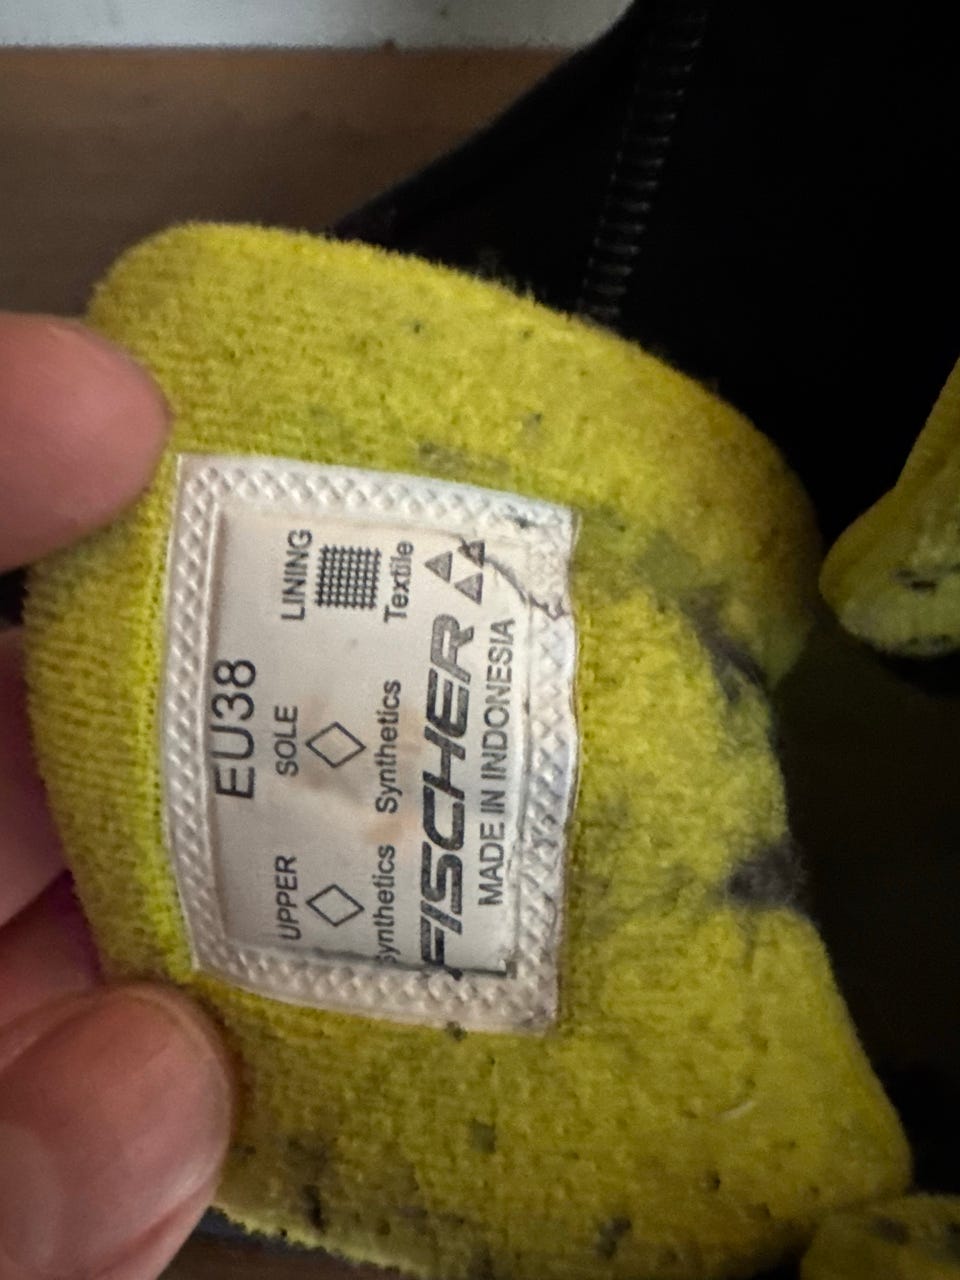 EU38
UPPER SOLE LINING
Synthetics Synthetics Textile
FISCHER
MADE IN INDONESIA